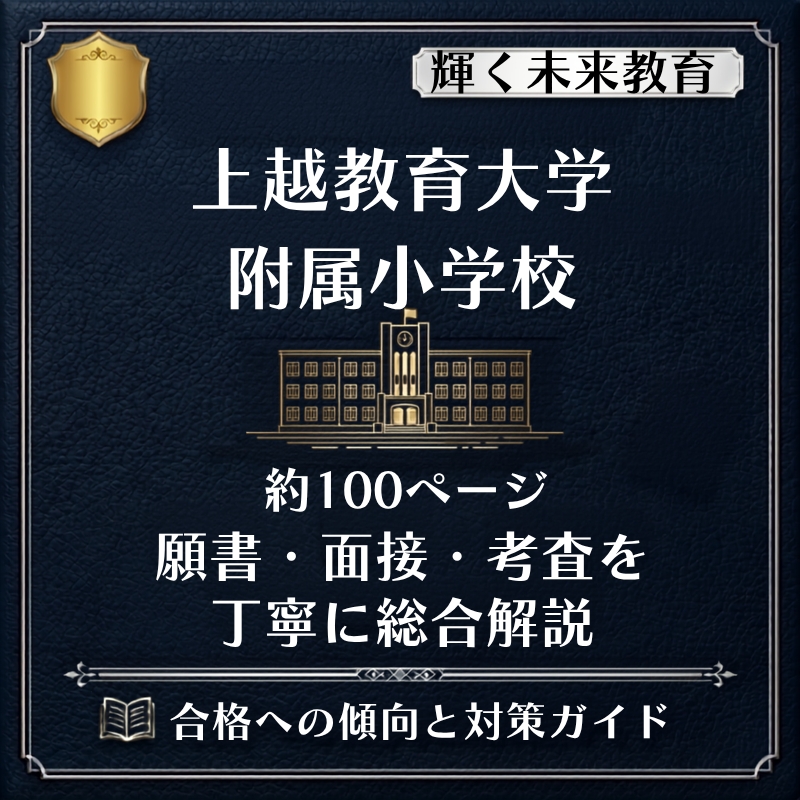 輝く未来教育
上越教育大学
附属小学校
約100ページ
願書・面接・考査を
丁寧に総合解説
合格への傾向と対策ガイド